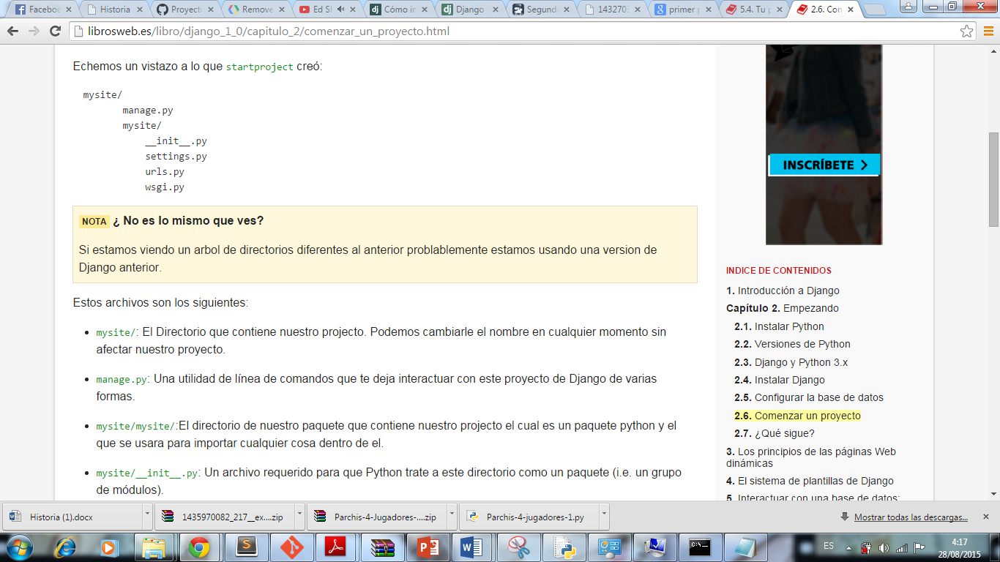 Faceboo
Historia
Proyecto
Remove
Ed Sh
Cómo in
Django
Segund
1432703
primer p
5.4. Tu p
2.6. Com
librosweb.es/libro/django_1_0/capitulo_2/comenzar_un_proyecto.html
Echemos un vistazo a lo que startproject creó:
mysite/
manage.py
mysite/
__init__.py
settings.py
urls.py
wsgi.py
NOTA ¿ No es lo mismo que ves?
Si estamos viendo un arbol de directorios diferentes al anterior problablemente estamos usando una version de
Django anterior.
Estos archivos son los siguientes:
mysite/: El Directorio que contiene nuestro projecto. Podemos cambiarle el nombre en cualquier momento sin
afectar nuestro proyecto.
manage.py: Una utilidad de línea de comandos que te deja interactuar con este proyecto de Django de varias
formas.
mysite/mysite/:El directorio de nuestro paquete que contiene nuestro projecto el cual es un paquete python y el
que se usara para importar cualquier cosa dentro de el.
mysite/__init__.py: Un archivo requerido para que Python trate a este directorio como un paquete (i.e. un grupo
de módulos).
INSCRÍBETE
INDICE DE CONTENIDOS
1. Introducción a Django
Capítulo 2. Empezando
2.1. Instalar Python
2.2. Versiones de Python
2.3. Django y Python 3.x
2.4. Instalar Django
2.5. Configurar la base de datos
2.6. Comenzar un proyecto
2.7. ¿Qué sigue?
3. Los principios de las páginas Web
dinámicas
4. El sistema de plantillas de Django
5. Interactuar con una base de datos:
Historia (1).docx
1435970082_217__ex....zip
Parchis-4-Jugadores-....zip
Parchis-4-jugadores-1.py
Mostrar todas las descargas...
ES
4:17
28/08/2015